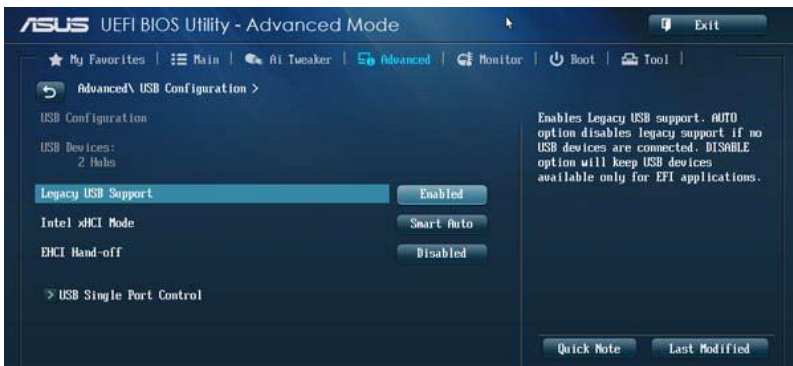 ASUS UEFI BIOS Utility - Advanced Mode
Exit
My Favorites | Main | Ai Tweaker | Advanced | Monitor | Boot | Tool |
Advanced\ USB Configuration >
USB Configuration
USB Devices:
2 Hubs
Legacy USB Support Enabled
Intel xHCI Mode Smart Auto
EHCI Hand-off Disabled
> USB Single Port Control
Enables Legacy USB support. AUTO
option disables legacy support if no
USB devices are connected. DISABLE
option will keep USB devices
available only for EFI applications.
Quick Note Last Modified